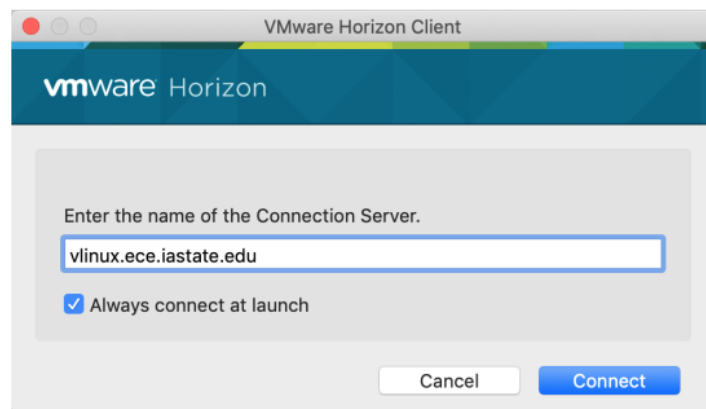 VMware Horizon Client
vmware Horizon
Enter the name of the Connection Server.
vlinux.ece.iastate.edu
Always connect at launch
Cancel Connect